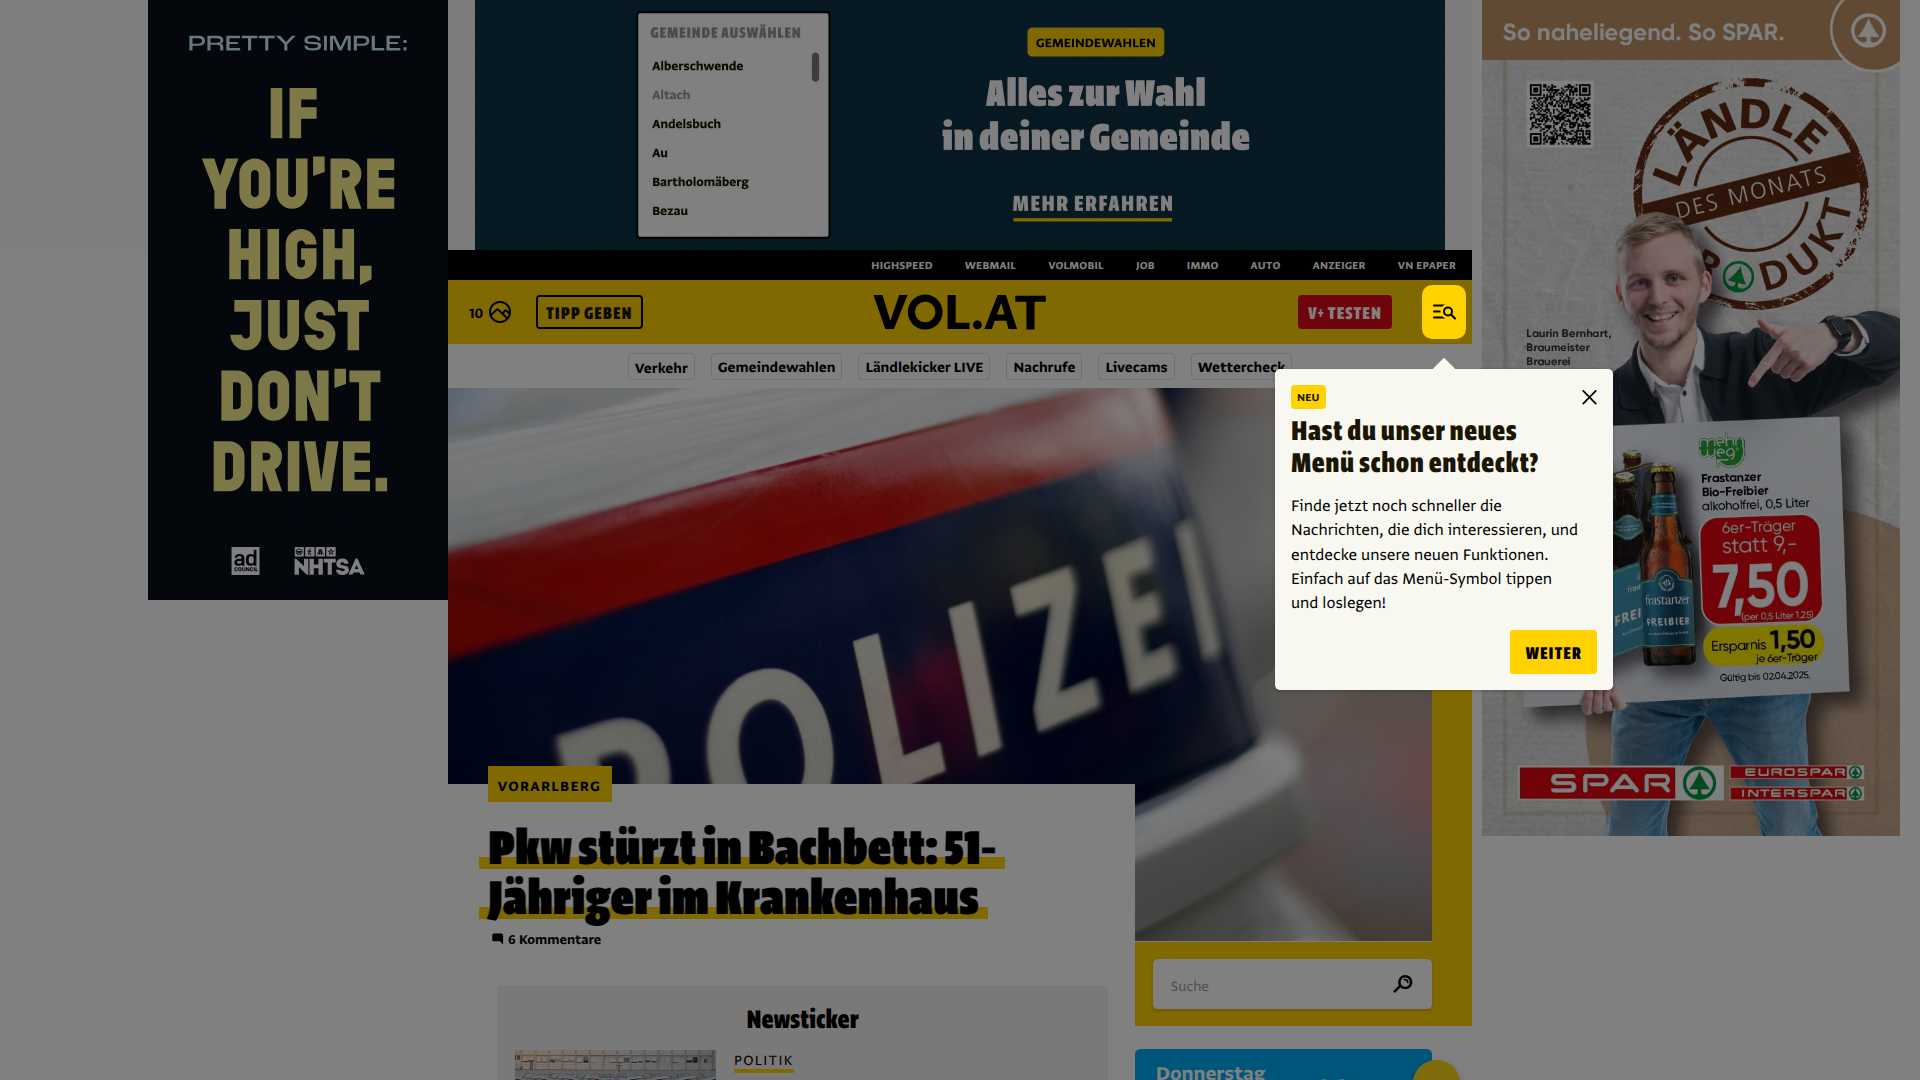 PRETTY SIMPLE:
IF
YOU'RE
HIGH,
JUST
DON'T
DRIVE.
ad
COUNCIL
NHTSA
GEMEINDE AUSWÄHLEN
Alberschwende
Altach
Andelsbuch
Au
Bartholomäberg
Bezau
GEMEINDEWAHLEN
Alles zur Wahl
in deiner Gemeinde
MEHR ERFAHREN
HIGHSPEED WEBMAIL VOLMOBIL JOB IMMO AUTO ANZEIGER VN EPAPER
10 TIPP GEBEN VOL.AT V+ TESTEN
Verkehr Gemeindewahlen Ländlekicker LIVE Nachrufe Livecams Wettercheck
NEU
Hast du unser neues
Menü schon entdeckt?
Finde jetzt noch schneller die
Nachrichten, die dich interessieren, und
entdecke unsere neuen Funktionen.
Einfach auf das Menü-Symbol tippen
und loslegen!
WEITER
POLIZEI
VORARLBERG
Pkw stürzt in Bachbett: 51-
Jähriger im Krankenhaus
6 Kommentare
Newsticker
POLITIK
Suche
Donnerstag
So naheliegend. So SPAR.
LÄNDLE
DES MONATS
PRODUKT
Laurin Bernhart,
Braumeister
Brauerei
mehr
weg
Frastanzer
Bio-Freibier
alkoholfrei, 0,5 Liter
6er-Träger
statt 9,-
7,50
(per 0,5 Liter 1,25)
Ersparnis 1,50
je 6er-Träger
Gültig bis 02.04.2025.
frastanzer
FREIBIER
SPAR
EUROSPAR
INTERSPAR